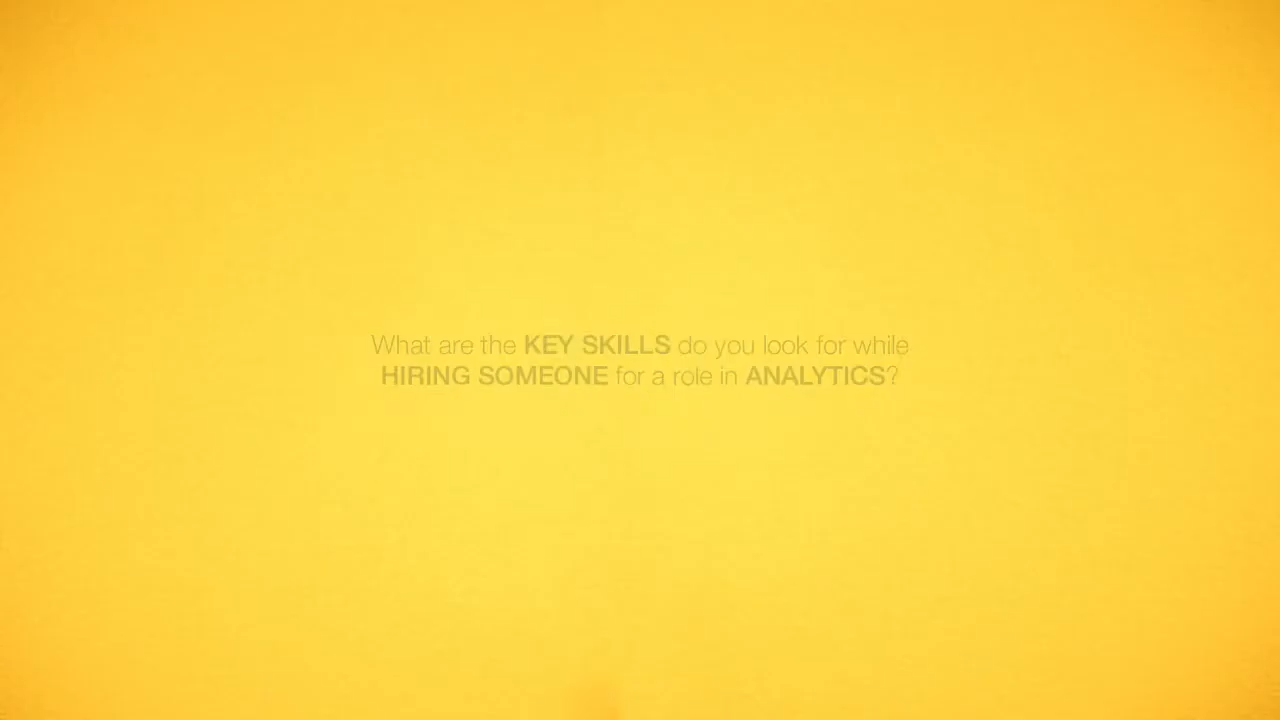 What are the KEY SKILLS do you look for while
HIRING SOMEONE for a role in ANALYTICS?